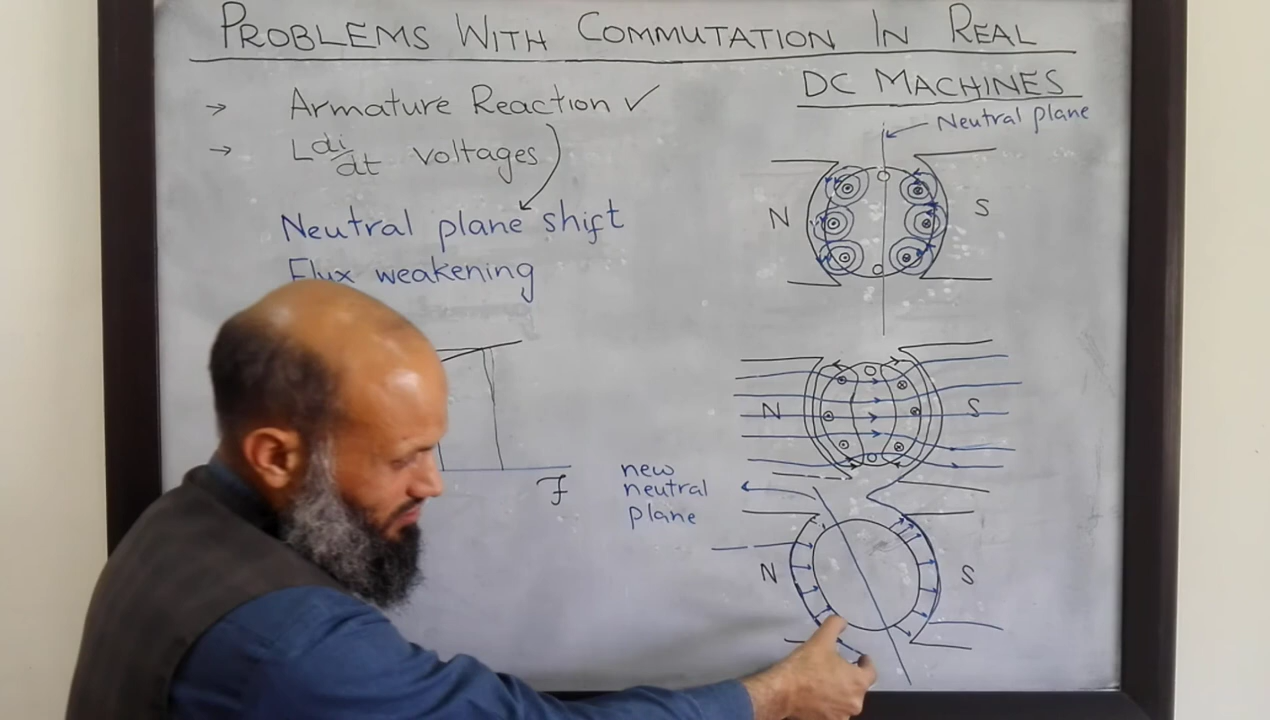 PROBLEMS WITH COMMUTATION IN REAL
DC MACHINES
→ Armature Reaction ✓
→ L di/dt voltages
Neutral plane shift
Flux weakening
Neutral plane
N
S
N
S
ℱ
new
neutral
plane
N
S